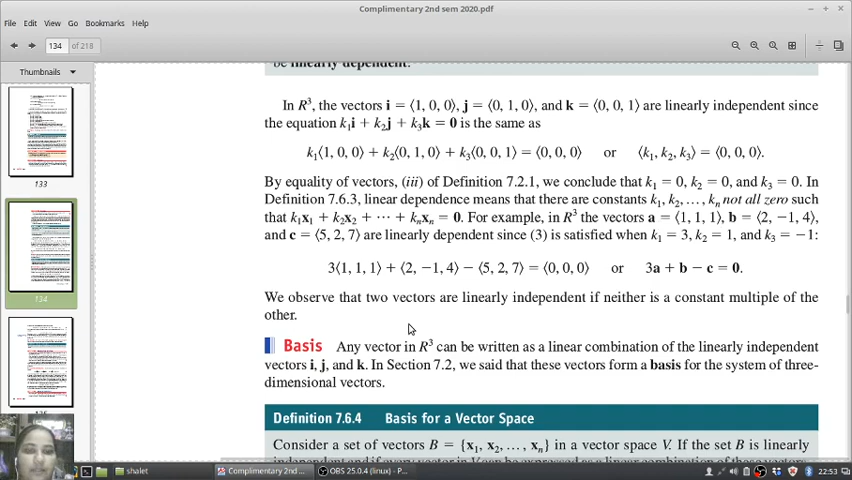 Complimentary 2nd sem 2020.pdf
File Edit View Go Bookmarks Help
134 of 218
Thumbnails
be linearly dependent.
In R³, the vectors i = ⟨1, 0, 0⟩, j = ⟨0, 1, 0⟩, and k = ⟨0, 0, 1⟩ are linearly independent since
the equation k₁i + k₂j + k₃k = 0 is the same as
k₁⟨1, 0, 0⟩ + k₂⟨0, 1, 0⟩ + k₃⟨0, 0, 1⟩ = ⟨0, 0, 0⟩ or ⟨k₁, k₂, k₃⟩ = ⟨0, 0, 0⟩.
By equality of vectors, (iii) of Definition 7.2.1, we conclude that k₁ = 0, k₂ = 0, and k₃ = 0. In
Definition 7.6.3, linear dependence means that there are constants k₁, k₂, . . . , kₙ not all zero such
that k₁x₁ + k₂x₂ + ⋯ + kₙxₙ = 0. For example, in R³ the vectors a = ⟨1, 1, 1⟩, b = ⟨2, −1, 4⟩,
and c = ⟨5, 2, 7⟩ are linearly dependent since (3) is satisfied when k₁ = 3, k₂ = 1, and k₃ = −1:
3⟨1, 1, 1⟩ + ⟨2, −1, 4⟩ − ⟨5, 2, 7⟩ = ⟨0, 0, 0⟩ or 3a + b − c = 0.
We observe that two vectors are linearly independent if neither is a constant multiple of the
other.
Basis Any vector in R³ can be written as a linear combination of the linearly independent
vectors i, j, and k. In Section 7.2, we said that these vectors form a basis for the system of three-
dimensional vectors.
Definition 7.6.4 Basis for a Vector Space
Consider a set of vectors B = {x₁, x₂, . . . , xₙ} in a vector space V. If the set B is linearly
133
134
shalet
Complimentary 2nd ...
OBS 25.0.4 (linux) - P...
22:53